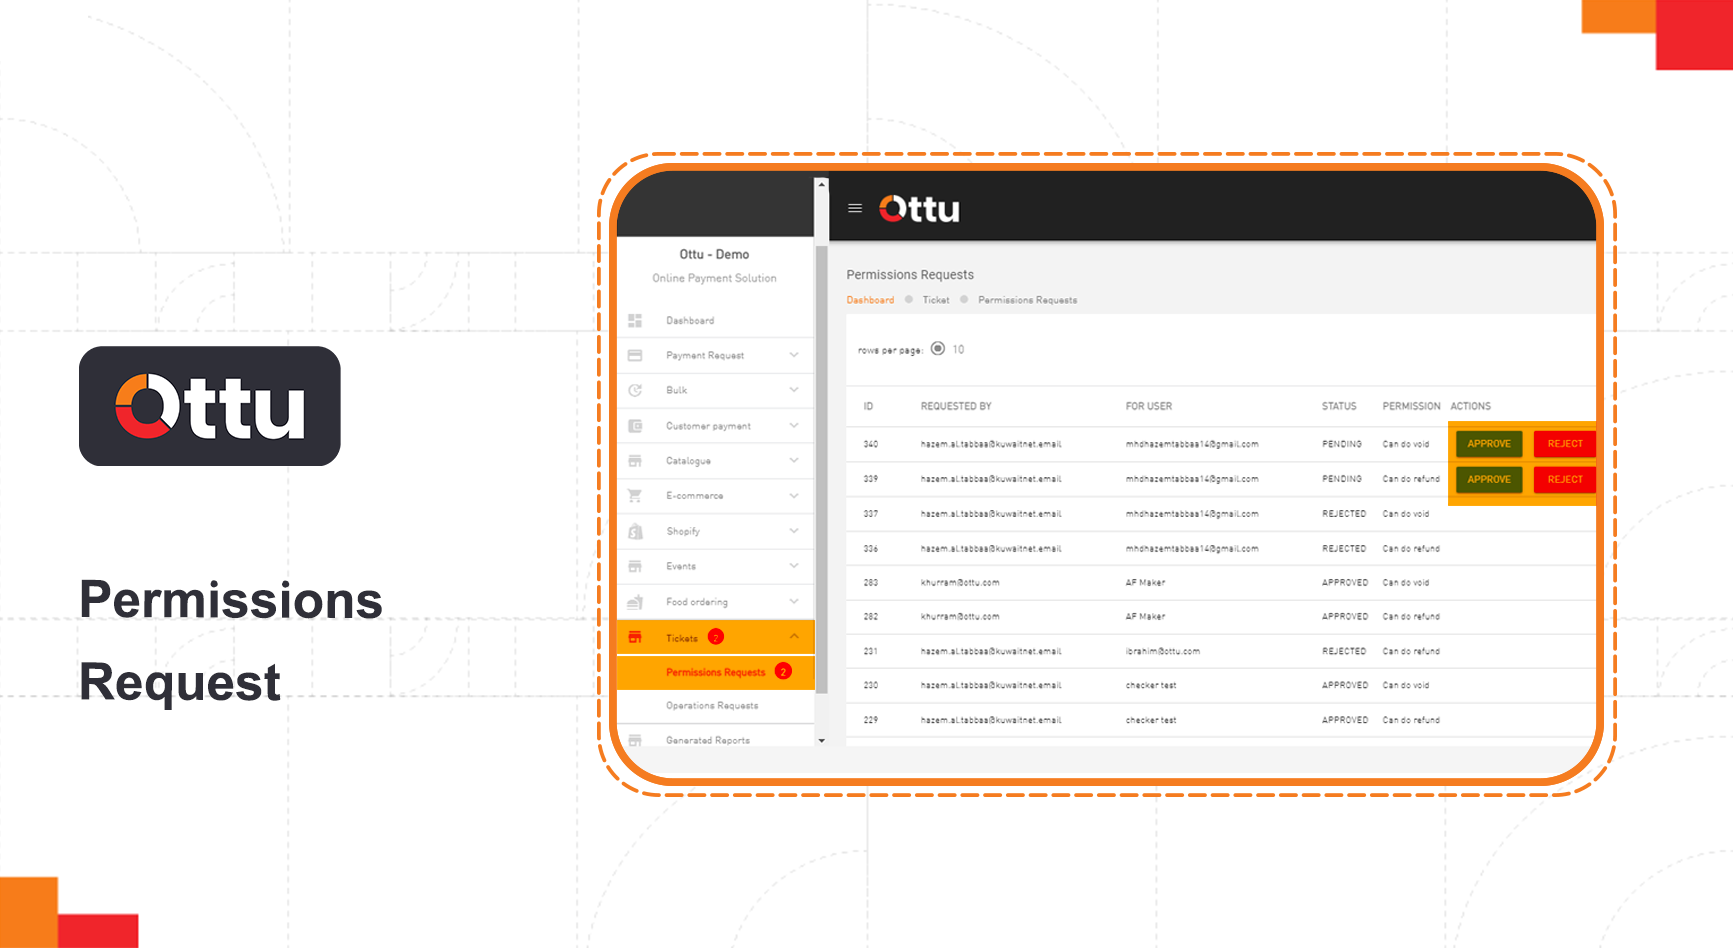 Ottu
Permissions
Request
Ottu
Ottu - Demo
Online Payment Solution
Dashboard
Payment Request
Bulk
Customer payment
Catalogue
E-commerce
Shopify
Events
Food ordering
Tickets 2
Permissions Requests 2
Operations Requests
Generated Reports
Permissions Requests
Dashboard Ticket Permissions Requests
rows per page: 10
ID REQUESTED BY FOR USER STATUS PERMISSION ACTIONS
340 hazem.al.tabbaa@kuwaitnet.email mhdhazemtabbaa14@gmail.com PENDING Can do void APPROVE REJECT
339 hazem.al.tabbaa@kuwaitnet.email mhdhazemtabbaa14@gmail.com PENDING Can do refund APPROVE REJECT
337 hazem.al.tabbaa@kuwaitnet.email mhdhazemtabbaa14@gmail.com REJECTED Can do void
336 hazem.al.tabbaa@kuwaitnet.email mhdhazemtabbaa14@gmail.com REJECTED Can do refund
283 khurram@ottu.com AF Maker APPROVED Can do void
282 khurram@ottu.com AF Maker APPROVED Can do refund
231 hazem.al.tabbaa@kuwaitnet.email ibrahim@ottu.com REJECTED Can do refund
230 hazem.al.tabbaa@kuwaitnet.email checker test APPROVED Can do void
229 hazem.al.tabbaa@kuwaitnet.email checker test APPROVED Can do refund